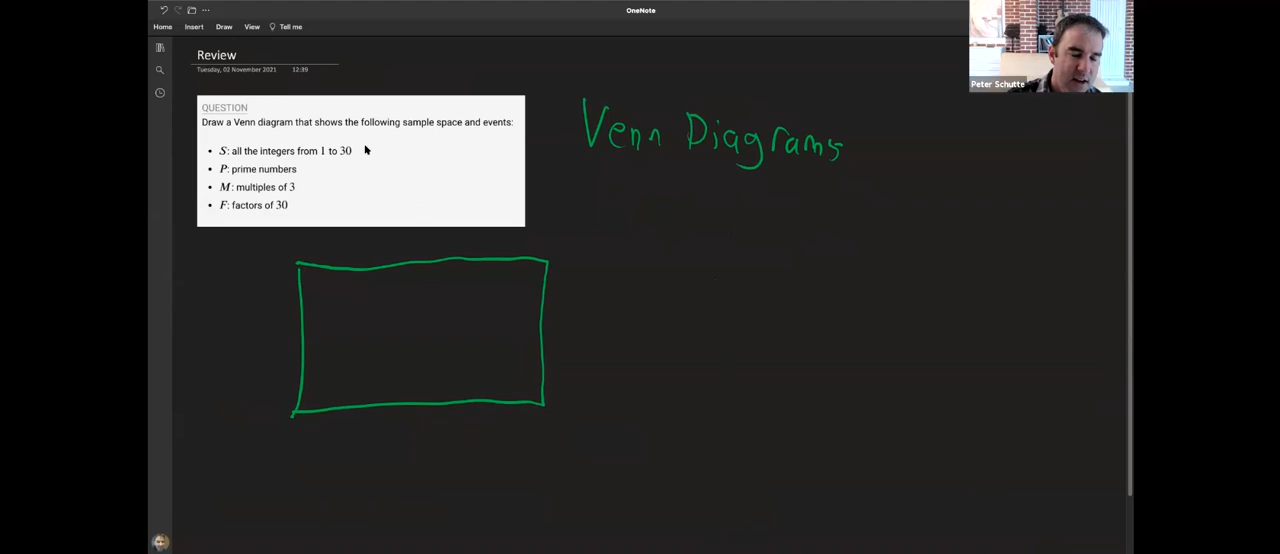 OneNote
Home Insert Draw View Tell me
Review
Tuesday, 02 November 2021 12:39
QUESTION
Draw a Venn diagram that shows the following sample space and events:
• S: all the integers from 1 to 30
• P: prime numbers
• M: multiples of 3
• F: factors of 30
Venn Diagrams
Peter Schutte